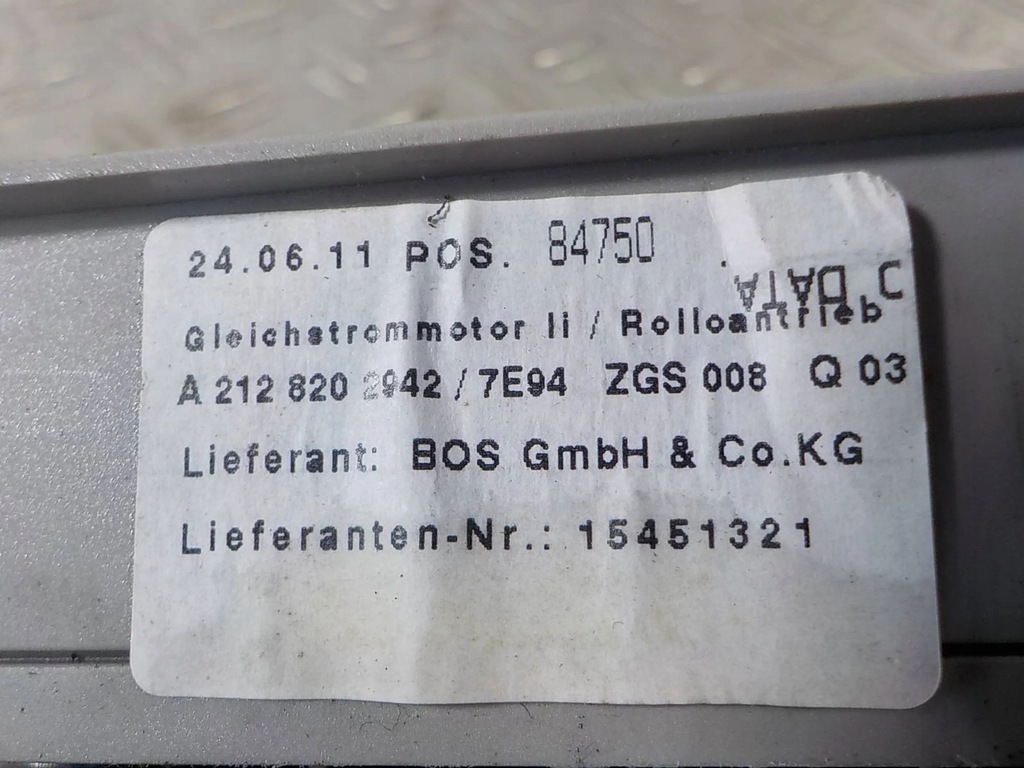 24.06.11 POS. 84750
C DATA
Gleichstrommotor li / Rolloantrieb
A 212 820 2942 / 7E94 ZGS 008 Q 03
Lieferant: BOS GmbH & Co.KG
Lieferanten-Nr.: 15451321